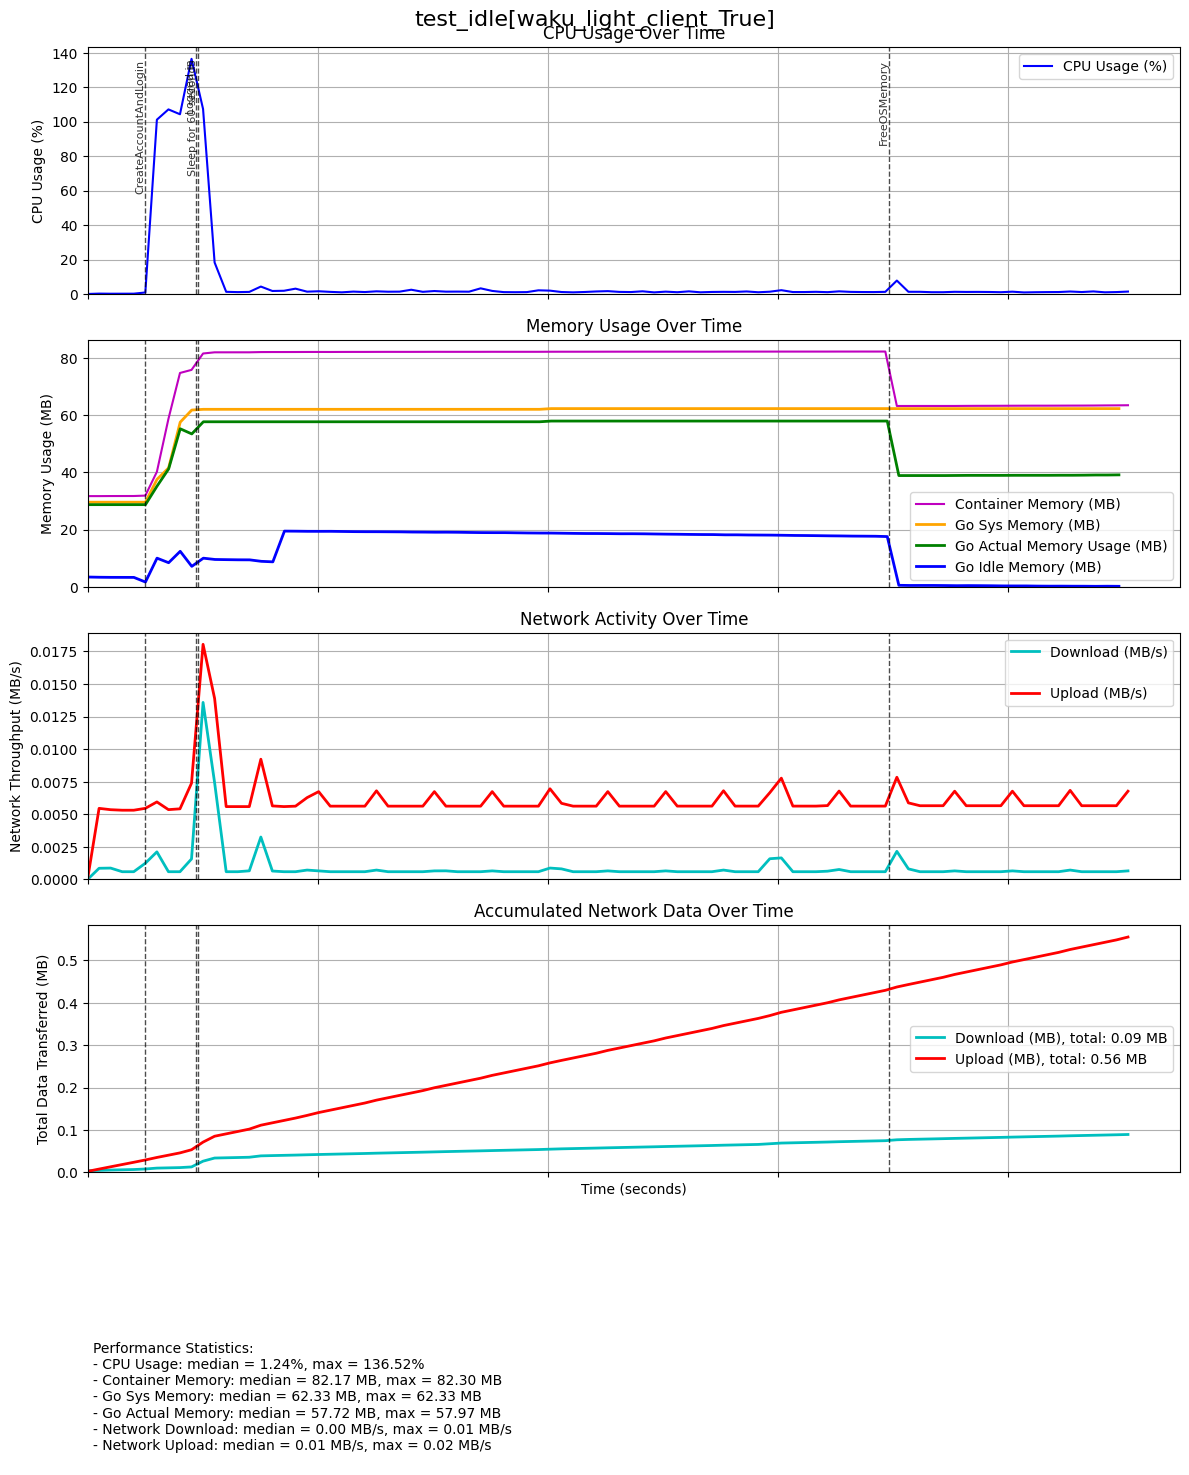 test_idle[waku_light_client_True]
CPU Usage Over Time
CPU Usage (%)
140
120
100
80
60
40
20
0
CreateAccountAndLogin
Sleep for 60
FreeOSMemory
CPU Usage (%)
Memory Usage Over Time
Memory Usage (MB)
80
60
40
20
0
Container Memory (MB)
Go Sys Memory (MB)
Go Actual Memory Usage (MB)
Go Idle Memory (MB)
Network Activity Over Time
Network Throughput (MB/s)
0.0175
0.0150
0.0125
0.0100
0.0075
0.0050
0.0025
0.0000
Download (MB/s)
Upload (MB/s)
Accumulated Network Data Over Time
Total Data Transferred (MB)
0.5
0.4
0.3
0.2
0.1
0.0
Download (MB), total: 0.09 MB
Upload (MB), total: 0.56 MB
Time (seconds)
Performance Statistics:
- CPU Usage: median = 1.24%, max = 136.52%
- Container Memory: median = 82.17 MB, max = 82.30 MB
- Go Sys Memory: median = 62.33 MB, max = 62.33 MB
- Go Actual Memory: median = 57.72 MB, max = 57.97 MB
- Network Download: median = 0.00 MB/s, max = 0.01 MB/s
- Network Upload: median = 0.01 MB/s, max = 0.02 MB/s